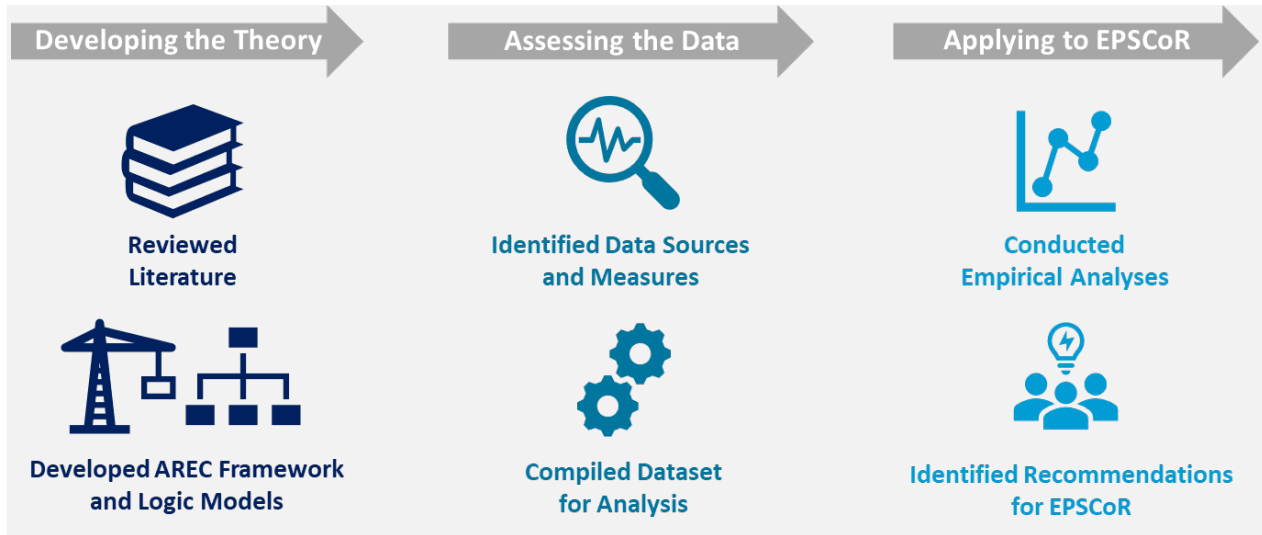 Developing the Theory
Assessing the Data
Applying to EPSCoR
Reviewed
Literature
Identified Data Sources
and Measures
Conducted
Empirical Analyses
Developed AREC Framework
and Logic Models
Compiled Dataset
for Analysis
Identified Recommendations
for EPSCoR